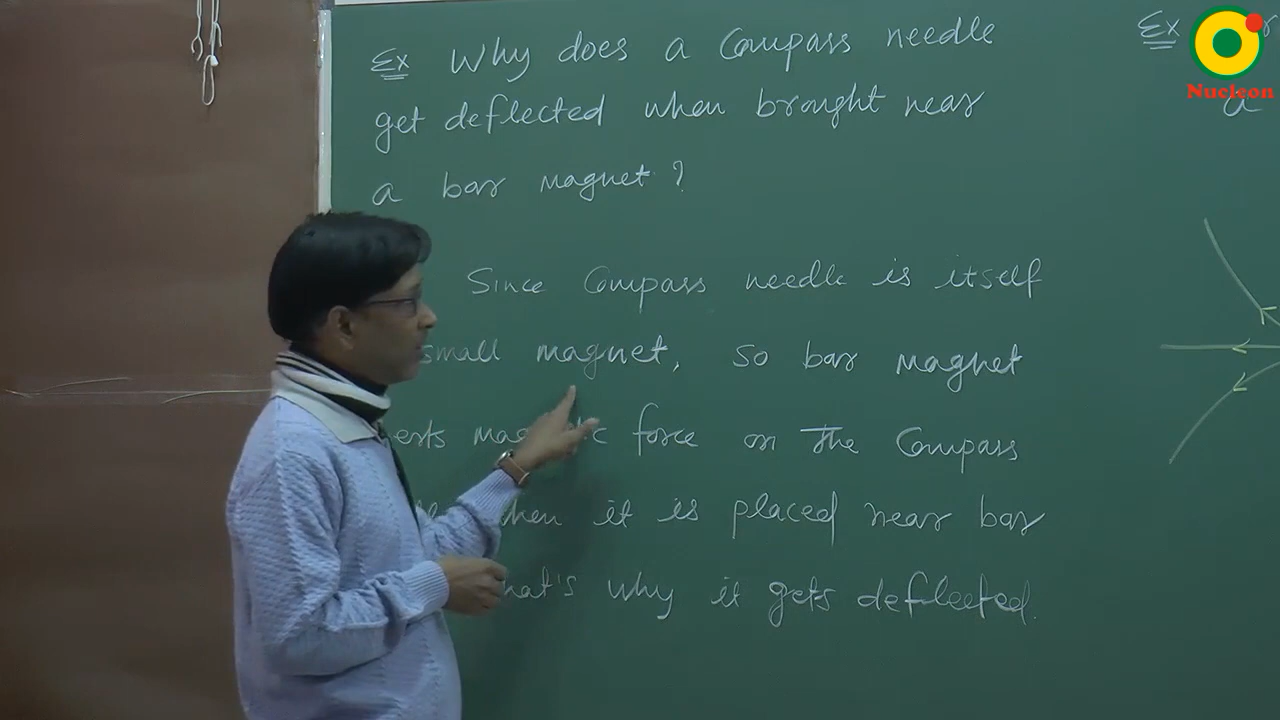 Ex Why does a Compass needle
get deflected when brought near
a bar magnet?
Since Compass needle is itself
small magnet, so bar magnet
force on the Compass
when it is placed near bar
that's why it gets deflected.
Ex
a
Nucleon